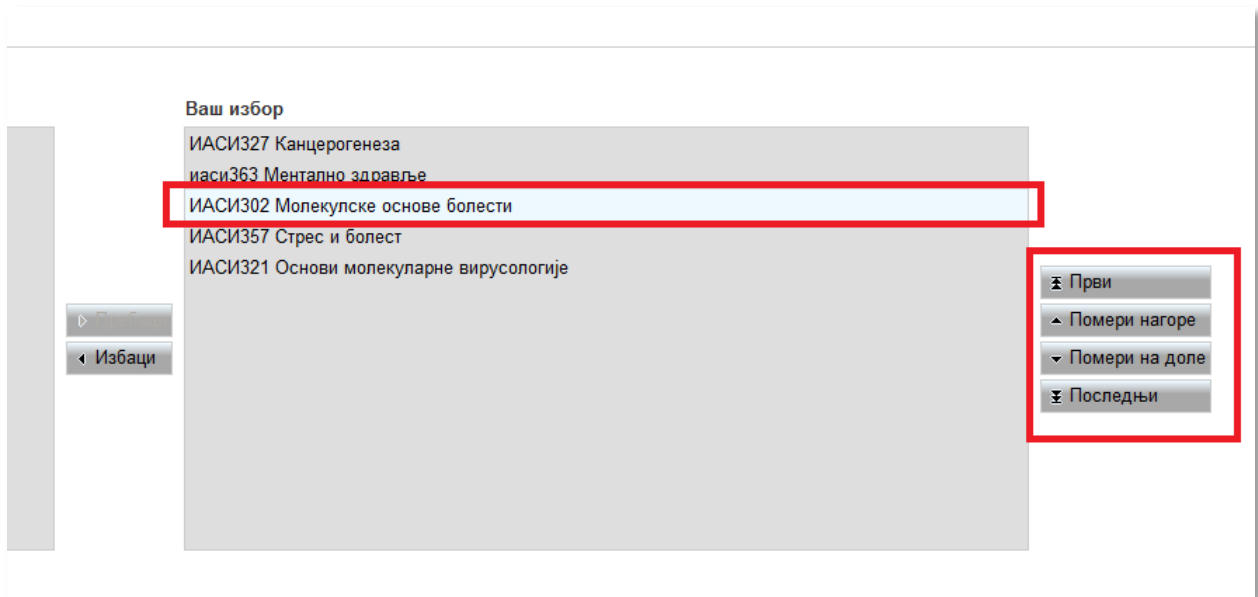 Ваш избор
ИАСИ327 Канцерогенеза
иаси363 Ментално здравље
ИАСИ302 Молекулске основе болести
ИАСИ357 Стрес и болест
ИАСИ321 Основи молекуларне вирусологије
Избаци
Први
Помери нагоре
Помери на доле
Последњи